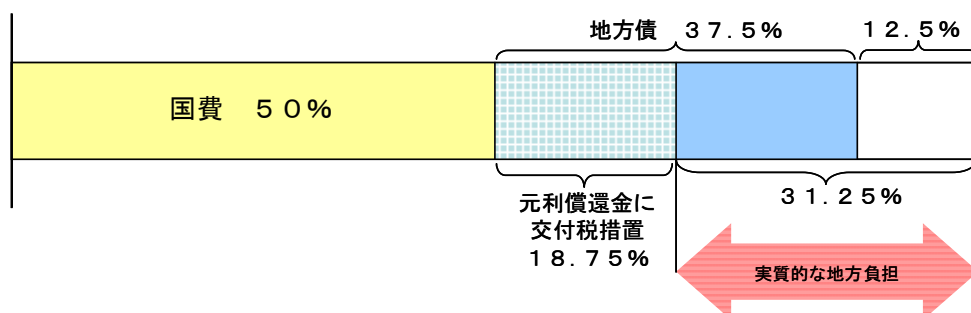 地方債　３７.５%
１２.５%
国費　５０%
３１.２５%
元利償還金に
交付税措置
１８.７５%
実質的な地方負担